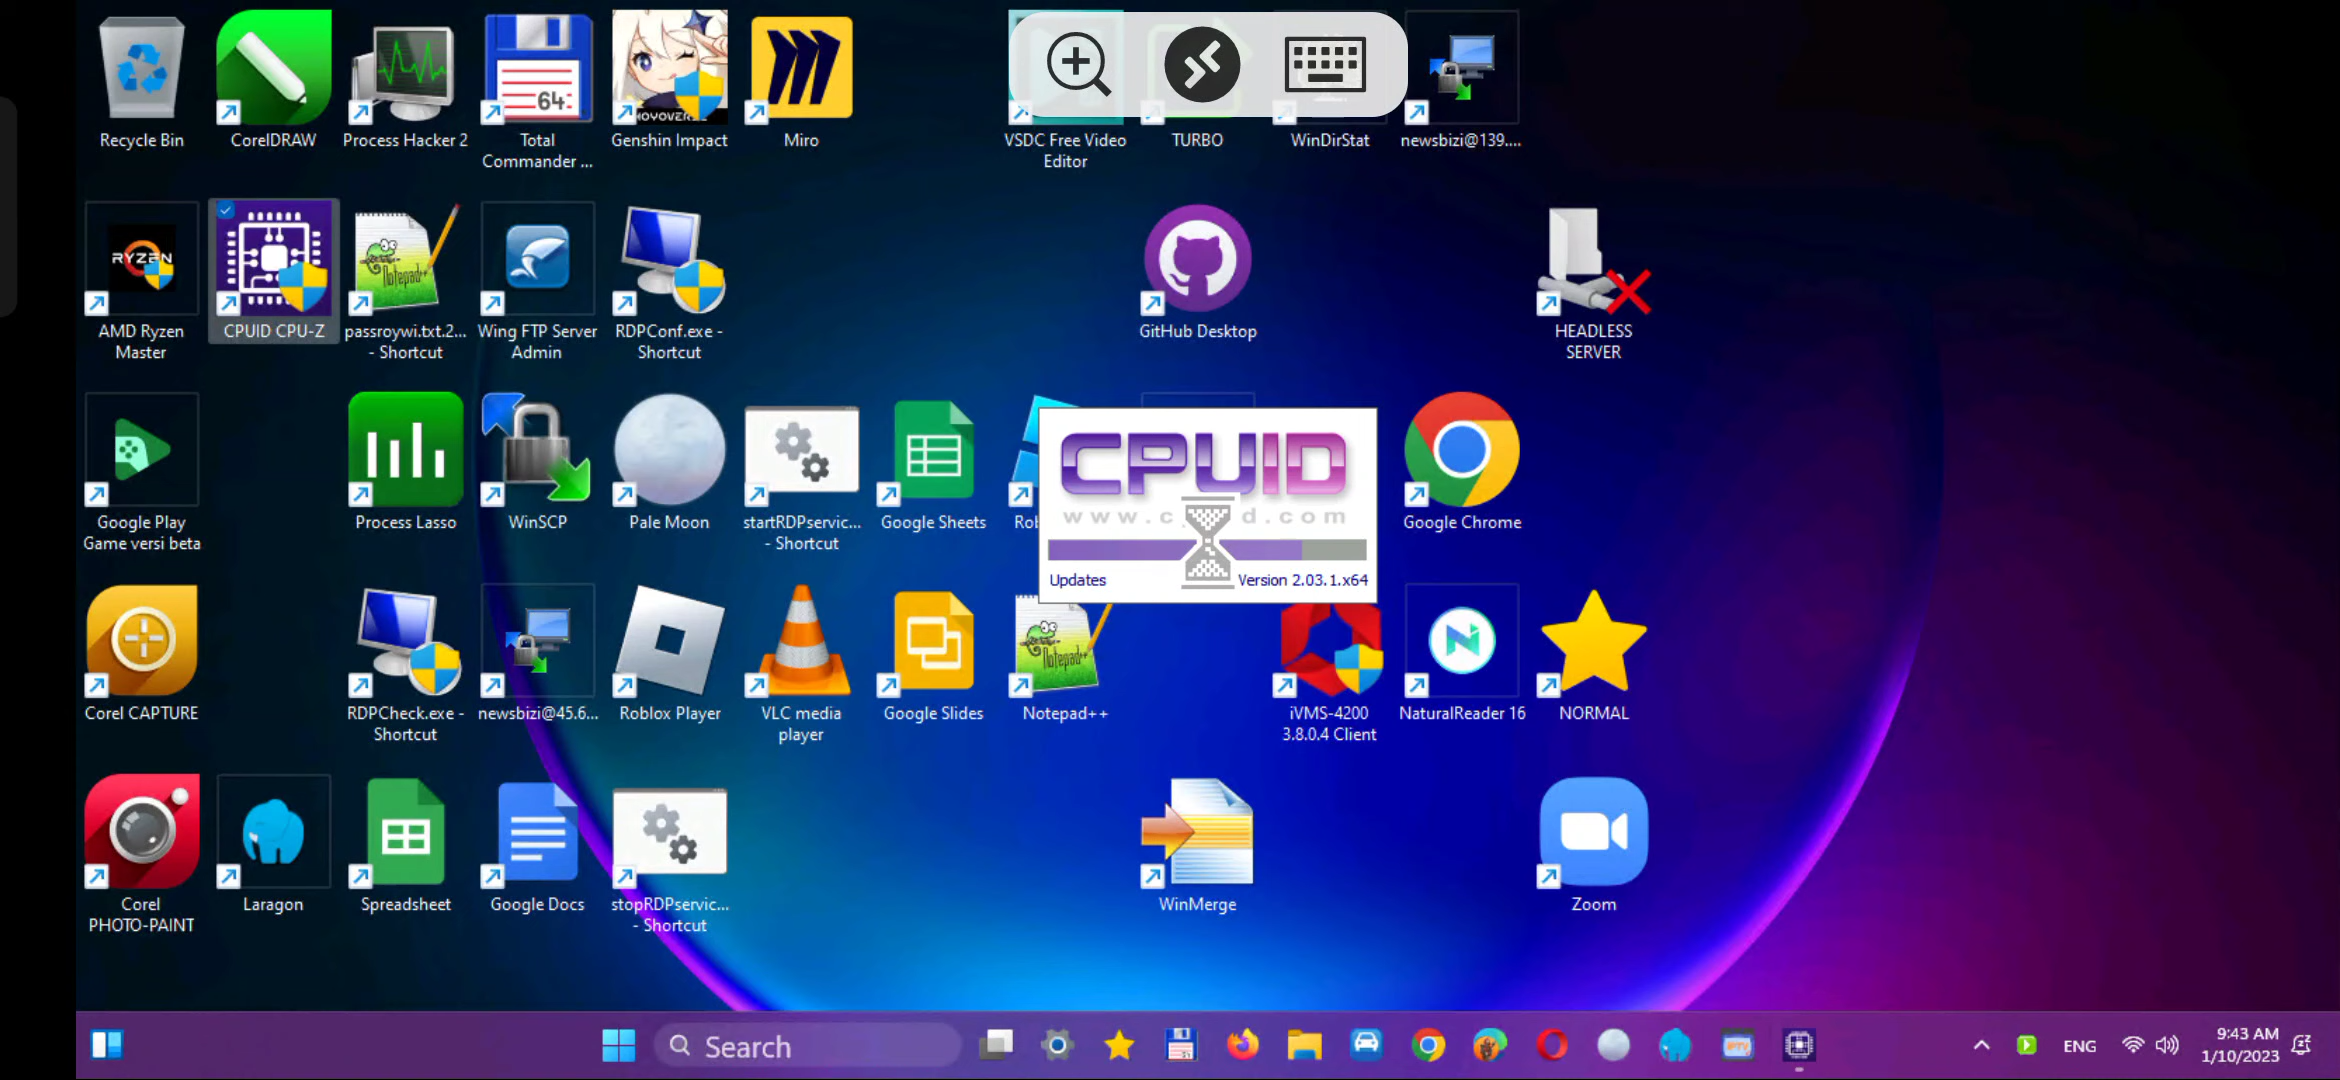 Recycle Bin
CorelDRAW
Process Hacker 2
64
Total
Commander ...
Genshin Impact
Miro
VSDC Free Video
Editor
TURBO
WinDirStat
newsbizi@139....
RYZEN
AMD Ryzen
Master
CPUID CPU-Z
Notepad++
passroywi.txt.2...
- Shortcut
Wing FTP Server
Admin
RDPConf.exe -
Shortcut
GitHub Desktop
HEADLESS
SERVER
Google Play
Game versi beta
Process Lasso
WinSCP
Pale Moon
startRDPservic...
- Shortcut
Google Sheets
CPUID
Updates
Version 2.03.1.x64
Google Chrome
Corel CAPTURE
RDPCheck.exe -
Shortcut
newsbizi@45.6...
Roblox Player
VLC media
player
Google Slides
Notepad++
Notepad++
iVMS-4200
3.8.0.4 Client
NaturalReader 16
NORMAL
Corel
PHOTO-PAINT
Laragon
Spreadsheet
Google Docs
stopRDPservic...
- Shortcut
WinMerge
Zoom
Search
ENG
9:43 AM
1/10/2023